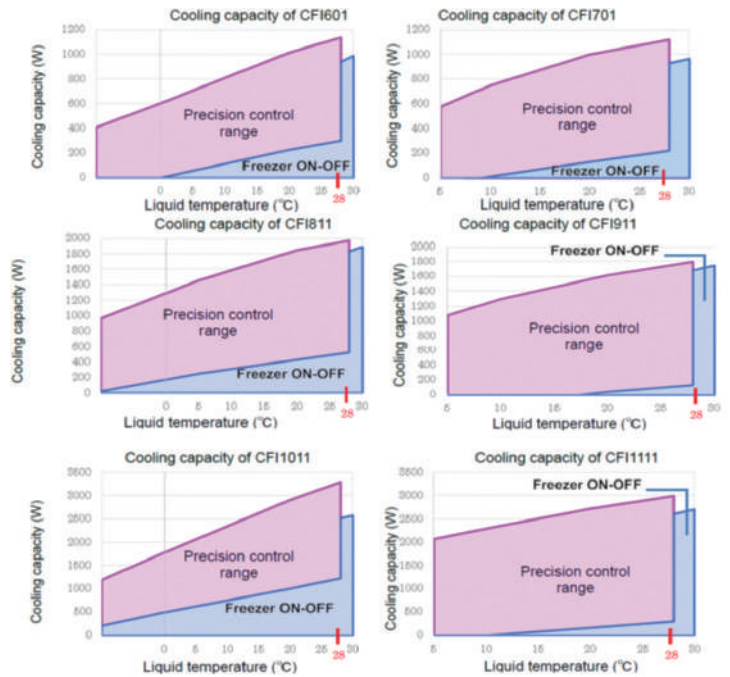 Cooling capacity of CFI601
Cooling capacity (W)
1200
1000
800
600
400
200
0
Precision control
range
Freezer ON-OFF
0 5 10 15 20 25 30
28
Liquid temperature (℃)
Cooling capacity of CFI701
Cooling capacity (W)
1200
1000
800
600
400
200
0
Precision control
range
Freezer ON-OFF
5 10 15 20 25 30
28
Liquid temperature (℃)
Cooling capacity of CFI811
Cooling capacity (W)
2000
1800
1600
1400
1200
1000
800
600
400
200
0
Precision control
range
Freezer ON-OFF
0 5 10 15 20 25 30
28
Liquid temperature (℃)
Cooling capacity of CFI911
Cooling capacity (W)
2000
1800
1600
1400
1200
1000
800
600
400
200
0
Freezer ON-OFF
Precision control
range
5 10 15 20 25 30
28
Liquid temperature (℃)
Cooling capacity of CFI1011
Cooling capacity (W)
3500
3000
2500
2000
1500
1000
500
0
Precision control
range
Freezer ON-OFF
0 5 10 15 20 25 30
28
Liquid temperature (℃)
Cooling capacity of CFI1111
Cooling capacity (W)
3500
3000
2500
2000
1500
1000
500
0
Freezer ON-OFF
Precision control
range
5 10 15 20 25 30
28
Liquid temperature (℃)